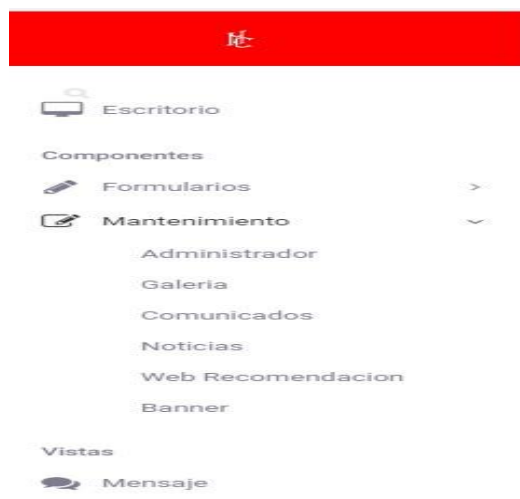 Escritorio
Componentes
Formularios
Mantenimiento
Administrador
Galeria
Comunicados
Noticias
Web Recomendacion
Banner
Vistas
Mensaje